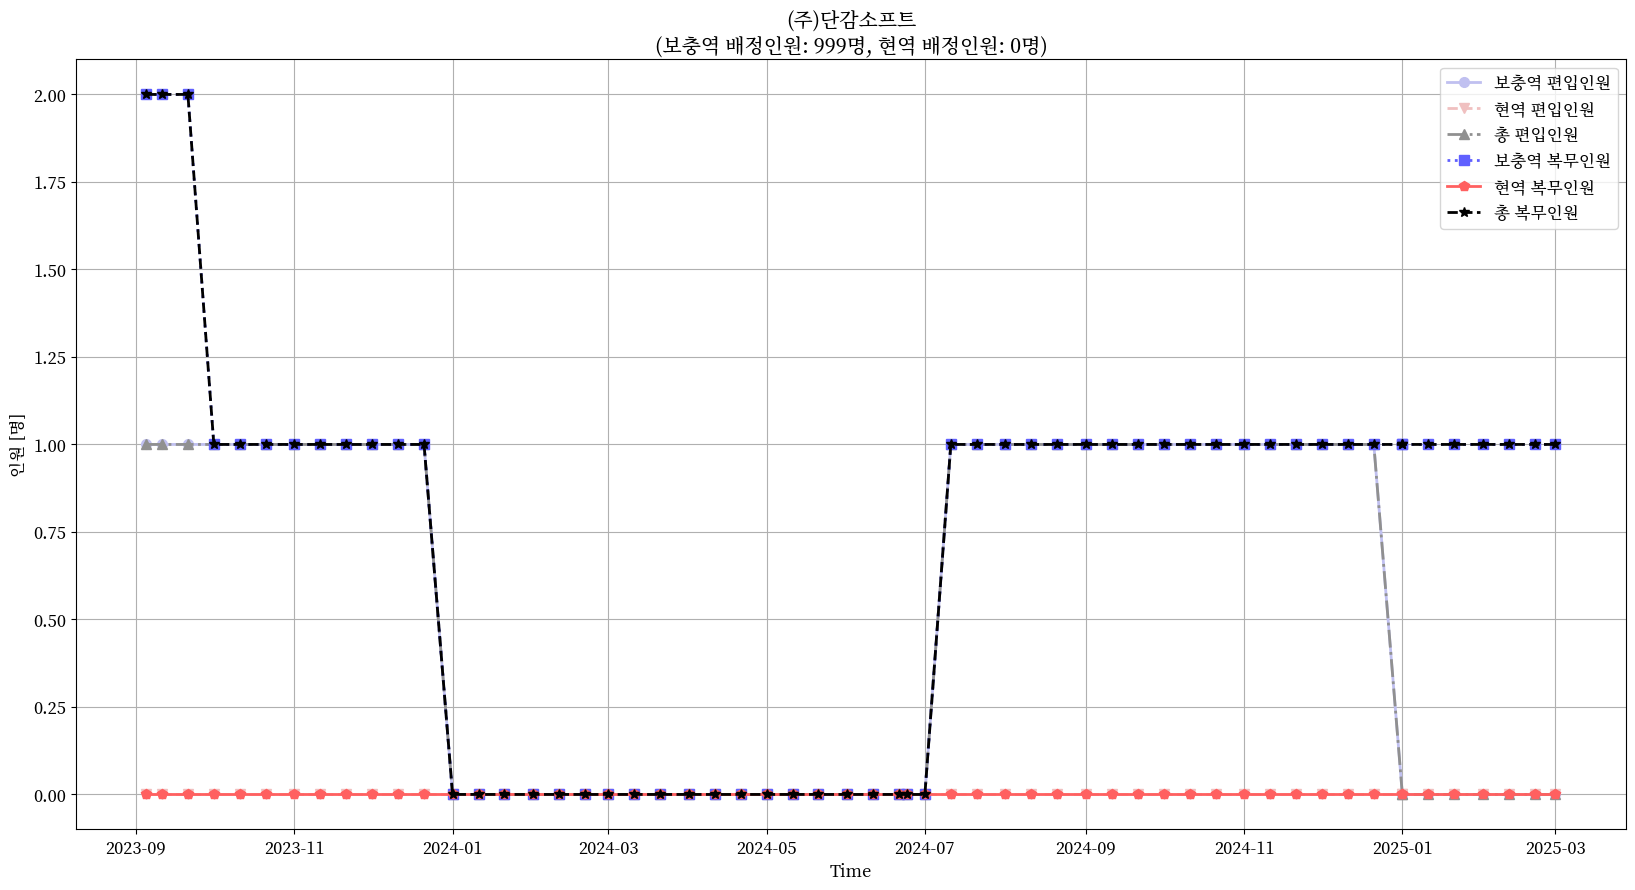 (주)단감소프트
(보충역 배정인원: 999명, 현역 배정인원: 0명)
보충역 편입인원
현역 편입인원
총 편입인원
보충역 복무인원
현역 복무인원
총 복무인원
인원 [명]
2.00
1.75
1.50
1.25
1.00
0.75
0.50
0.25
0.00
2023-09
2023-11
2024-01
2024-03
2024-05
2024-07
2024-09
2024-11
2025-01
2025-03
Time